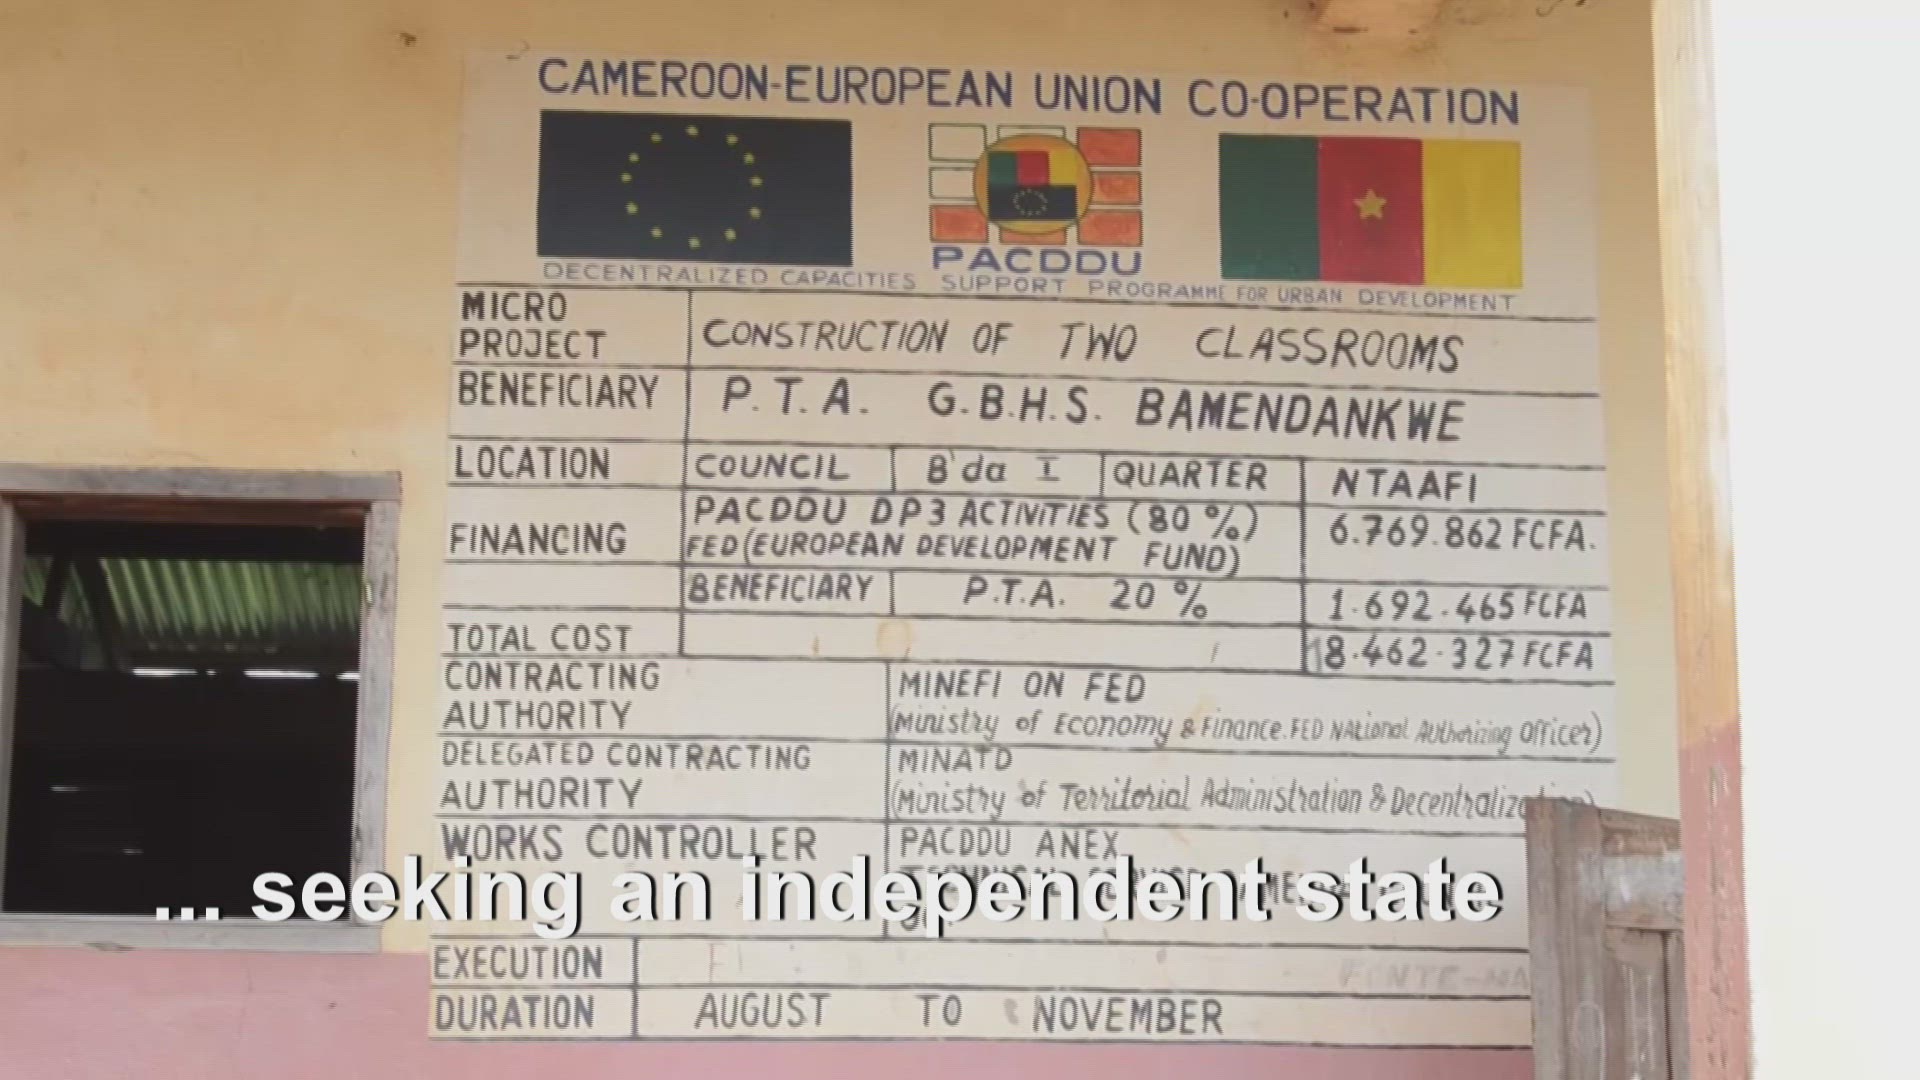 CAMEROON-EUROPEAN UNION CO-OPERATION
PACDDU
DECENTRALIZED CAPACITIES SUPPORT PROGRAMME FOR URBAN DEVELOPMENT
MICRO PROJECT CONSTRUCTION OF TWO CLASSROOMS
BENEFICIARY P.T.A. G.B.H.S. BAMENDANKWE
LOCATION COUNCIL B'da I QUARTER NTAAFI
FINANCING PACDDU DP3 ACTIVITIES (80%) 6.769.862 FCFA.
FED (EUROPEAN DEVELOPMENT FUND)
BENEFICIARY P.T.A. 20% 1.692.465 FCFA
TOTAL COST 8.462.327 FCFA
CONTRACTING AUTHORITY MINEFI ON FED
(Ministry of Economy & Finance. FED NAtional Authorizing Officer)
DELEGATED CONTRACTING AUTHORITY MINATD
(Ministry of Territorial Administration & Decentralization)
WORKS CONTROLLER PACDDU ANEX
... seeking an independent state
EXECUTION
DURATION AUGUST TO NOVEMBER